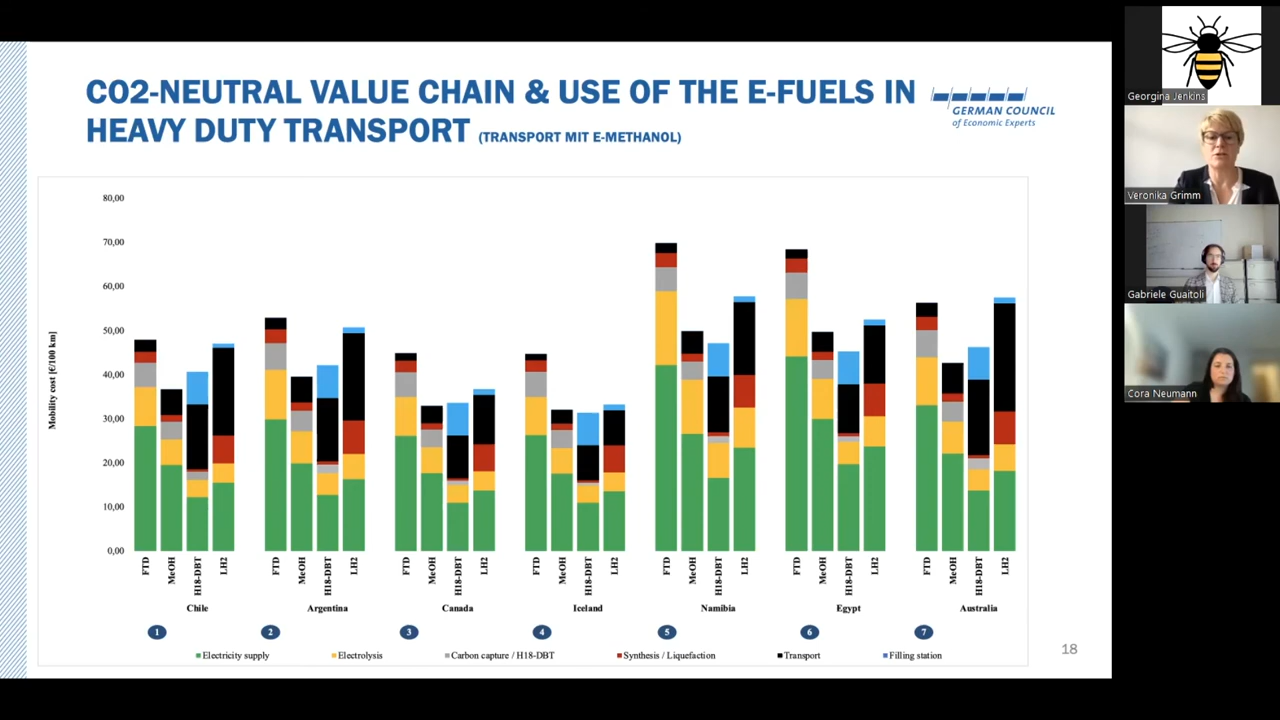 CO2-NEUTRAL VALUE CHAIN & USE OF THE E-FUELS IN
HEAVY DUTY TRANSPORT (TRANSPORT MIT E-METHANOL)
GERMAN COUNCIL
of Economic Experts
Mobility cost [€/100 km]
80,00
70,00
60,00
50,00
40,00
30,00
20,00
10,00
0,00
FTD MeOH H18-DBT LH2 FTD MeOH H18-DBT LH2 FTD MeOH H18-DBT LH2 FTD MeOH H18-DBT LH2 FTD MeOH H18-DBT LH2 FTD MeOH H18-DBT LH2 FTD MeOH H18-DBT LH2
Chile Argentina Canada Iceland Namibia Egypt Australia
1 2 3 4 5 6 7
Electricity supply Electrolysis Carbon capture / H18-DBT Synthesis / Liquefaction Transport Filling station
18
Georgina Jenkins
Veronika Grimm
Gabriele Guaitoli
Cora Neumann